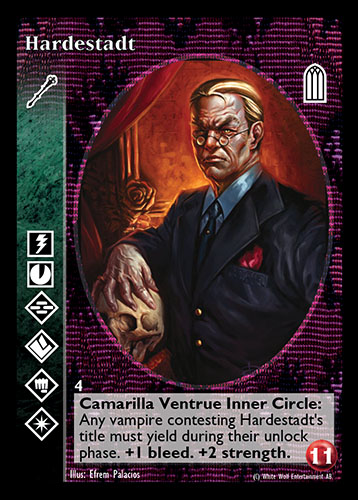 Hardestadt
4
Camarilla Ventrue Inner Circle:
Any vampire contesting Hardestadt's
title must yield during their unlock
phase. +1 bleed. +2 strength.
11
Illus: Efrem Palacios
(C) White Wolf Entertainment AB.